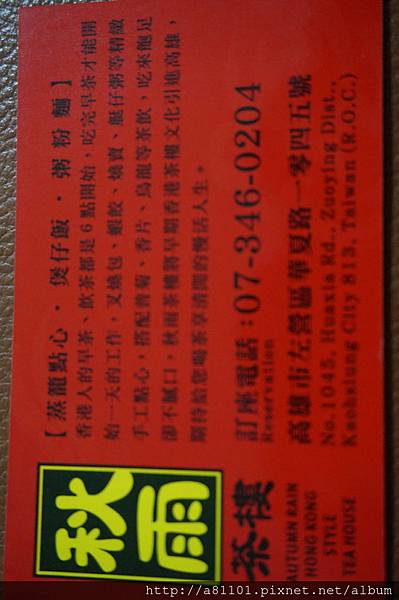 秋雨
茶樓
AUTUMN RAIN
HONG KONG
STYLE
TEA HOUSE
【蒸籠點心・煲仔飯・粥粉麵】
香港人的早茶、飲茶都是6點開始，吃完早茶才能開
始一天的工作，叉燒包、蝦餃、燒賣、艇仔粥等精緻
手工點心，搭配普菊、香片、烏龍等茶飲，吃來飽足
卻不膩口，秋雨茶樓將早期香港茶樓文化引進高雄，
期待給您喝茶享清閒的慢活人生。
訂座電話：07-346-0204
Reservation
高雄市左營區華夏路一零四五號
No.1045, Huaxia Rd., Zuoying Dist.,
Kaohsiung City 813, Taiwan (R.O.C.)
http://a81101.pixnet.net/album